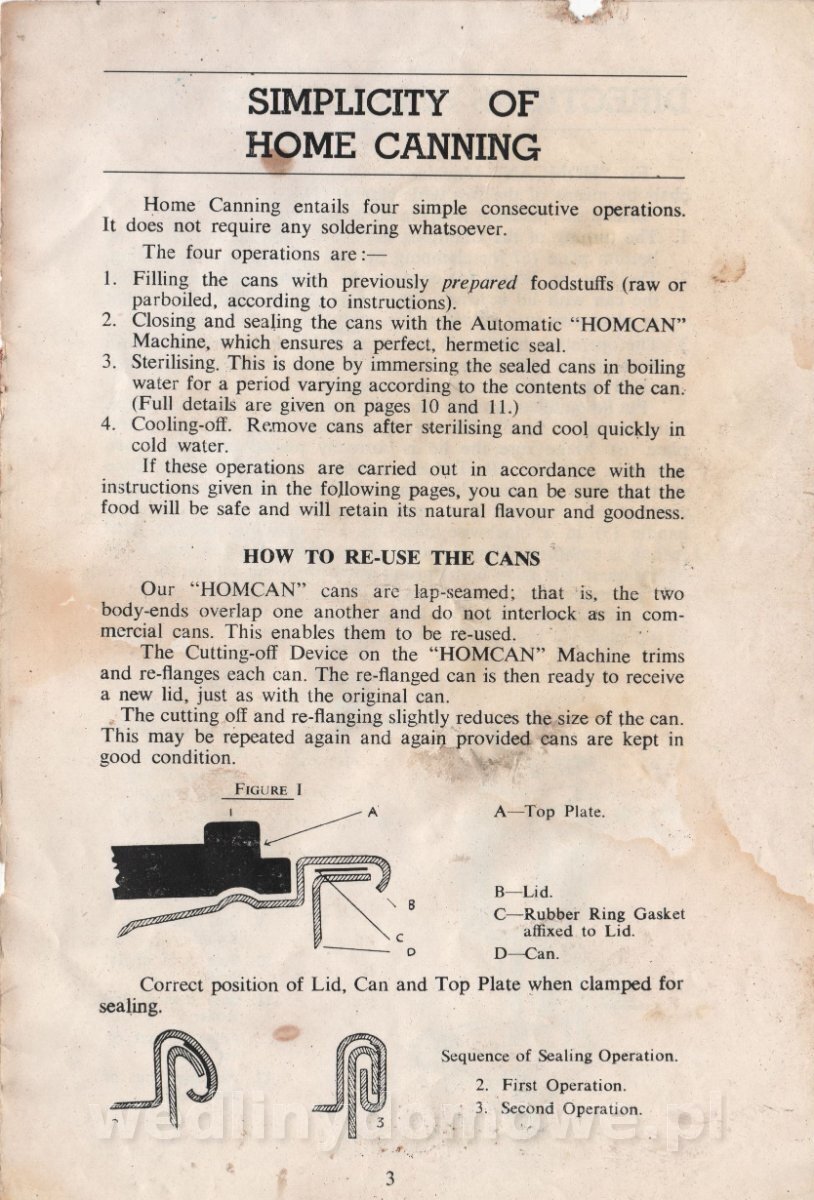 SIMPLICITY OF
HOME CANNING
Home Canning entails four simple consecutive operations.
It does not require any soldering whatsoever.
The four operations are :—
1. Filling the cans with previously prepared foodstuffs (raw or
parboiled, according to instructions).
2. Closing and sealing the cans with the Automatic “HOMCAN”
Machine, which ensures a perfect, hermetic seal.
3. Sterilising. This is done by immersing the sealed cans in boiling
water for a period varying according to the contents of the can.
(Full details are given on pages 10 and 11.)
4. Cooling-off. Remove cans after sterilising and cool quickly in
cold water.
If these operations are carried out in accordance with the
instructions given in the following pages, you can be sure that the
food will be safe and will retain its natural flavour and goodness.
HOW TO RE-USE THE CANS
Our “HOMCAN” cans are lap-seamed; that is, the two
body-ends overlap one another and do not interlock as in com-
mercial cans. This enables them to be re-used.
The Cutting-off Device on the “HOMCAN” Machine trims
and re-flanges each can. The re-flanged can is then ready to receive
a new lid, just as with the original can.
The cutting off and re-flanging slightly reduces the size of the can.
This may be repeated again and again provided cans are kept in
good condition.
FIGURE 1
1
A
B
C
D
A—Top Plate.
B—Lid.
C—Rubber Ring Gasket
affixed to Lid.
D—Can.
Correct position of Lid, Can and Top Plate when clamped for
sealing.
3
Sequence of Sealing Operation.
2. First Operation.
3. Second Operation.
wedlinydomowe.pl
3